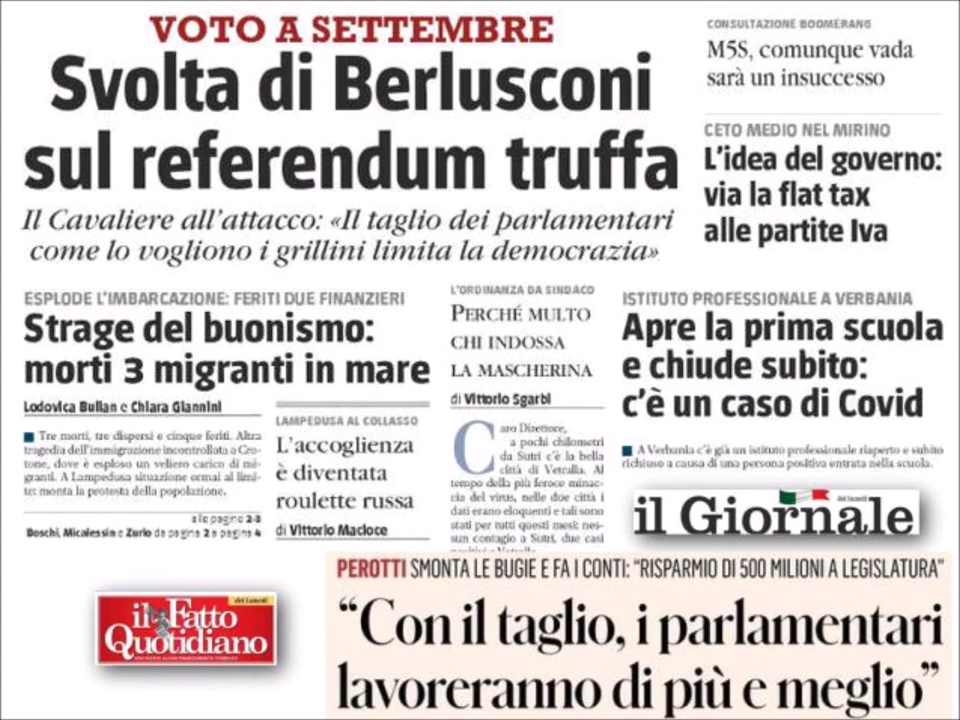 VOTO A SETTEMBRE
Svolta di Berlusconi
sul referendum truffa
Il Cavaliere all'attacco: «Il taglio dei parlamentari
come lo vogliono i grillini limita la democrazia»
CONSULTAZIONE BOOMERANG
M5S, comunque vada
sarà un insuccesso
CETO MEDIO NEL MIRINO
L'idea del governo:
via la flat tax
alle partite Iva
ESPLODE L'IMBARCAZIONE: FERITI DUE FINANZIERI
Strage del buonismo:
morti 3 migranti in mare
Lodovica Bulian e Chiara Giannini
Tre morti, tre dispersi e cinque feriti. Altra
tragedia dell'immigrazione incontrollata a Cro-
tone, dove è esploso un veliero carico di mi-
granti. A Lampedusa situazione ormai al limi-
te: monta la protesta della popolazione.
alle pagine 2-3
Boschi, Micalessin e Zurlo da pagina 2 a pagina 4
LAMPEDUSA AL COLLASSO
L'accoglienza
è diventata
roulette russa
di Vittorio Macioce
L'ORDINANZA DA SINDACO
PERCHÉ MULTO
CHI INDOSSA
LA MASCHERINA
di Vittorio Sgarbi
Caro Direttore,
a pochi chilometri
da Sutri c'è la bella
città di Vetralla. Al
tempo della più feroce minac-
cia del virus, nelle due città i
dati erano eloquenti e tali sono
stati per tutti questi mesi: nes-
sun contagio a Sutri, due casi
ISTITUTO PROFESSIONALE A VERBANIA
Apre la prima scuola
e chiude subito:
c'è un caso di Covid
A Verbania c'è già un istituto professionale riaperto e subito
richiuso a causa di una persona positiva entrata nella scuola.
del lunedì
il Giornale
del lunedì
il Fatto
Quotidiano
PEROTTI SMONTA LE BUGIE E FA I CONTI: “RISPARMIO DI 500 MILIONI A LEGISLATURA”
“Con il taglio, i parlamentari
lavoreranno di più e meglio”